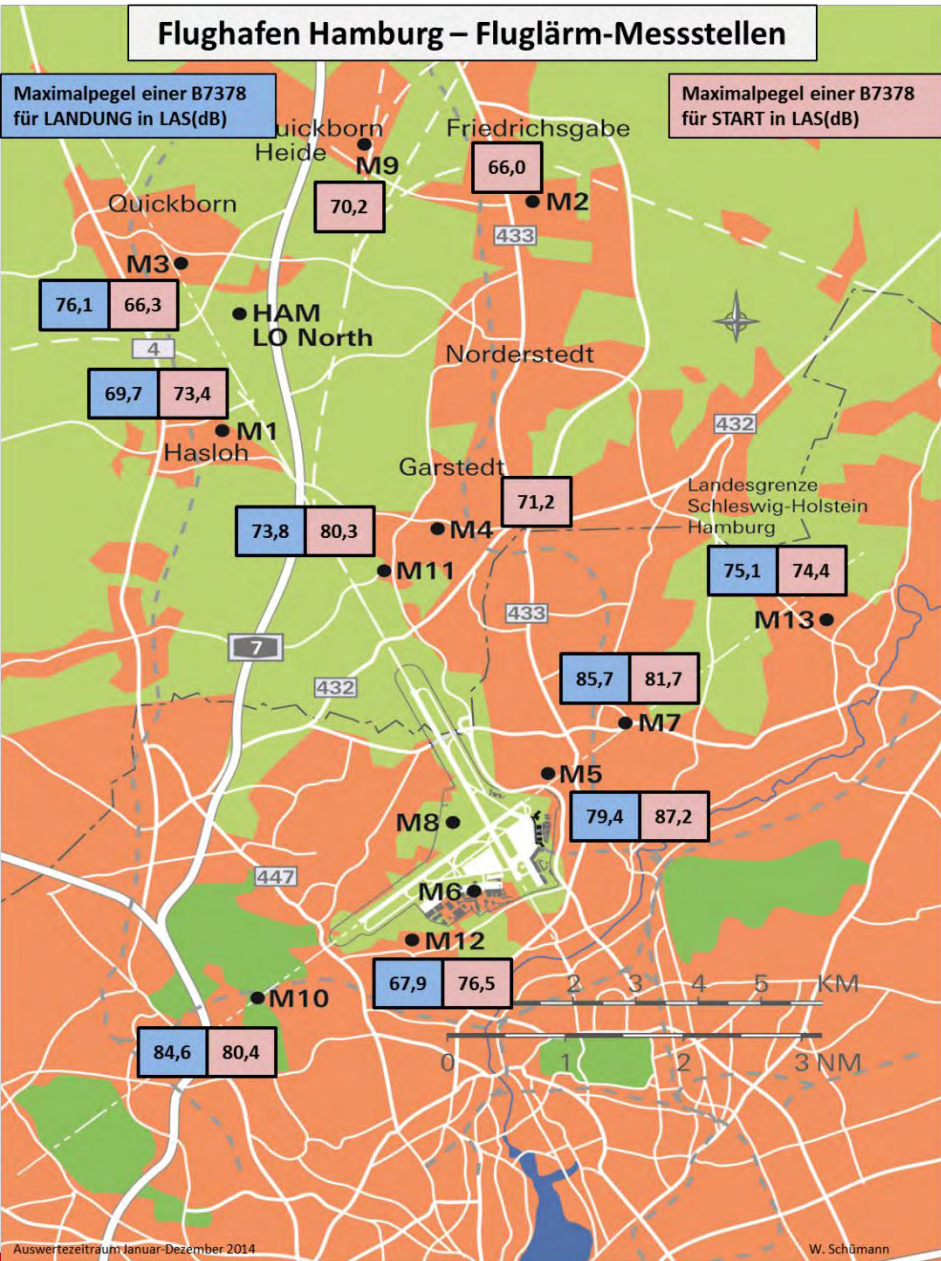 Flughafen Hamburg – Fluglärm-Messstellen
Maximalpegel einer B7378
für LANDUNG in LAS(dB)
Maximalpegel einer B7378
für START in LAS(dB)
Heide
M9
70,2
Friedrichsgabe
66,0
M2
433
Quickborn
M3
76,1 66,3
HAM
LO North
4
69,7 73,4
M1
Hasloh
Norderstedt
432
Garstedt
71,2
Landesgrenze
Schleswig-Holstein
Hamburg
73,8 80,3
M4
M11
75,1 74,4
M13
433
7
432
85,7 81,7
M7
M5
79,4 87,2
M8
447
M6
M12
67,9 76,5
M10
84,6 80,4
2 3 4 5 KM
0 1 2 3 NM
Auswertezeitraum Januar-Dezember 2014
W. Schümann